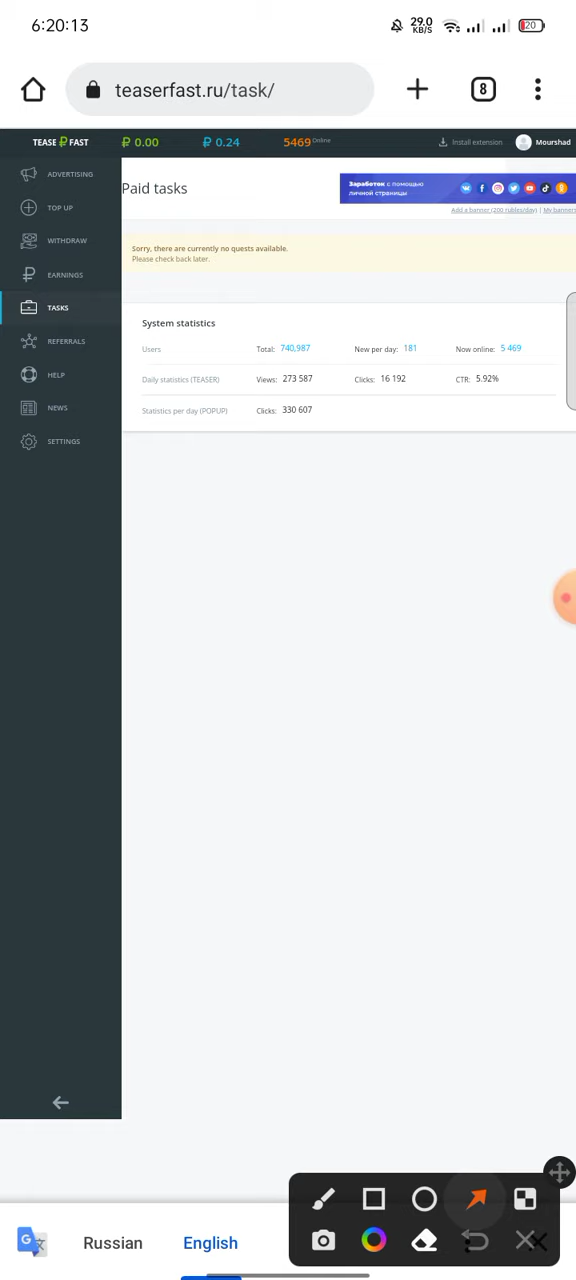 6:20:13
29.0
KB/S
20
teaserfast.ru/task/
8
TEASE ₽ FAST
₽ 0.00
₽ 0.24
5469 Online
Install extension
Mourshad
ADVERTISING
TOP UP
WITHDRAW
EARNINGS
TASKS
REFERRALS
HELP
NEWS
SETTINGS
Paid tasks
Заработок с помощью
личной страницы
Add a banner (200 rubles/day) | My banners
Sorry, there are currently no quests available.
Please check back later.
System statistics
Users Total: 740,987 New per day: 181 Now online: 5 469
Daily statistics (TEASER) Views: 273 587 Clicks: 16 192 CTR: 5.92%
Statistics per day (POPUP) Clicks: 330 607
Russian
English